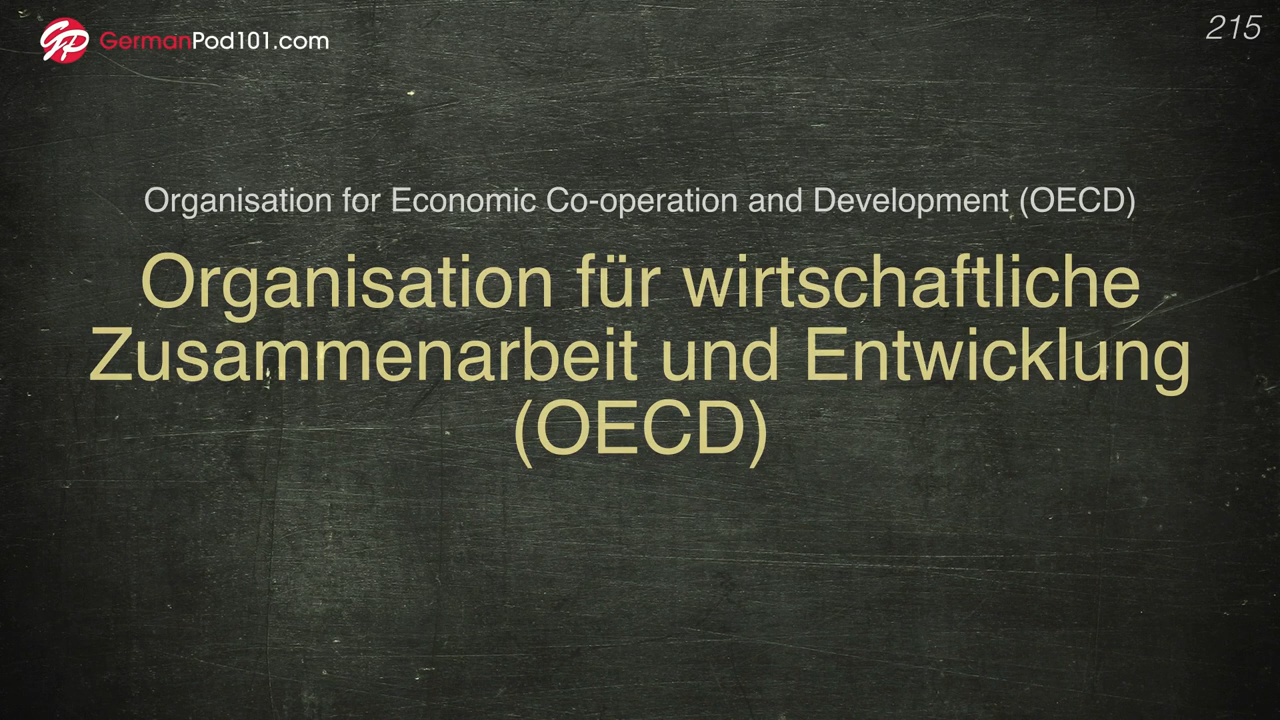 GermanPod101.com
215
Organisation for Economic Co-operation and Development (OECD)
Organisation für wirtschaftliche
Zusammenarbeit und Entwicklung
(OECD)